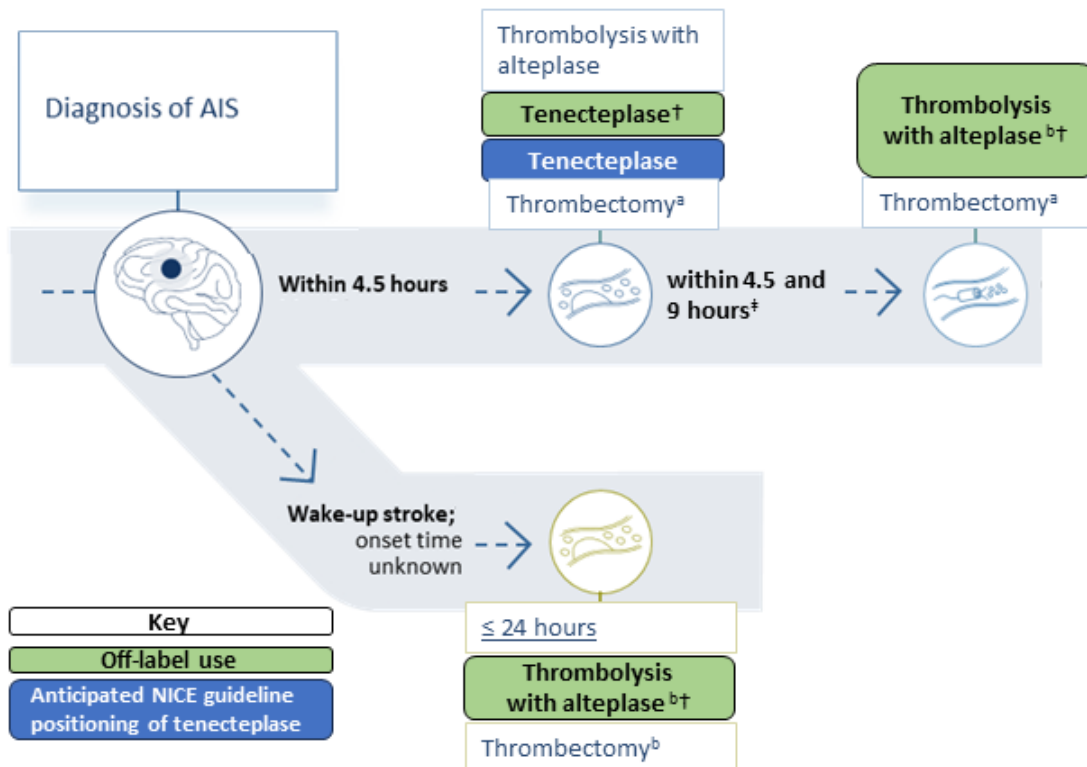 Diagnosis of AIS
Thrombolysis with
alteplase
Tenecteplase†
Tenecteplase
Thrombectomyᵃ
Thrombolysis
with alteplase ᵇ†
Thrombectomyᵃ
Within 4.5 hours
within 4.5 and
9 hours‡
Wake-up stroke;
onset time
unknown
≤ 24 hours
Thrombolysis
with alteplase ᵇ†
Thrombectomyᵇ
Key
Off-label use
Anticipated NICE guideline
positioning of tenecteplase